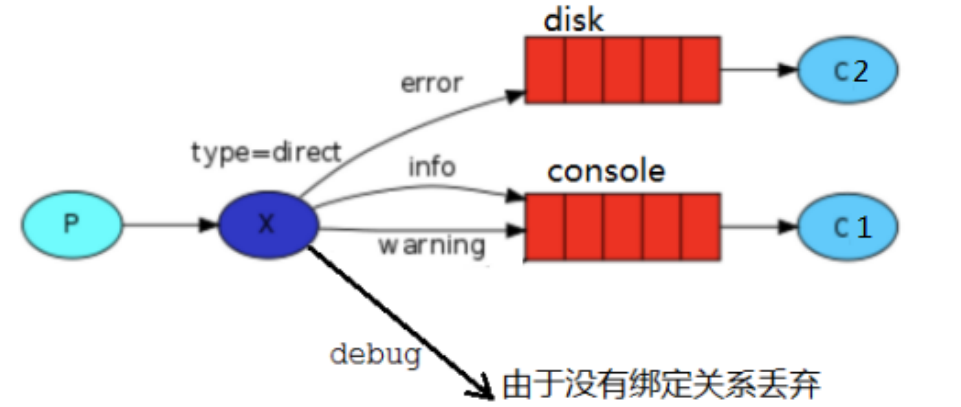 disk
error
C2
type=direct
info
console
P
X
warning
C1
debug
由于没有绑定关系丢弃